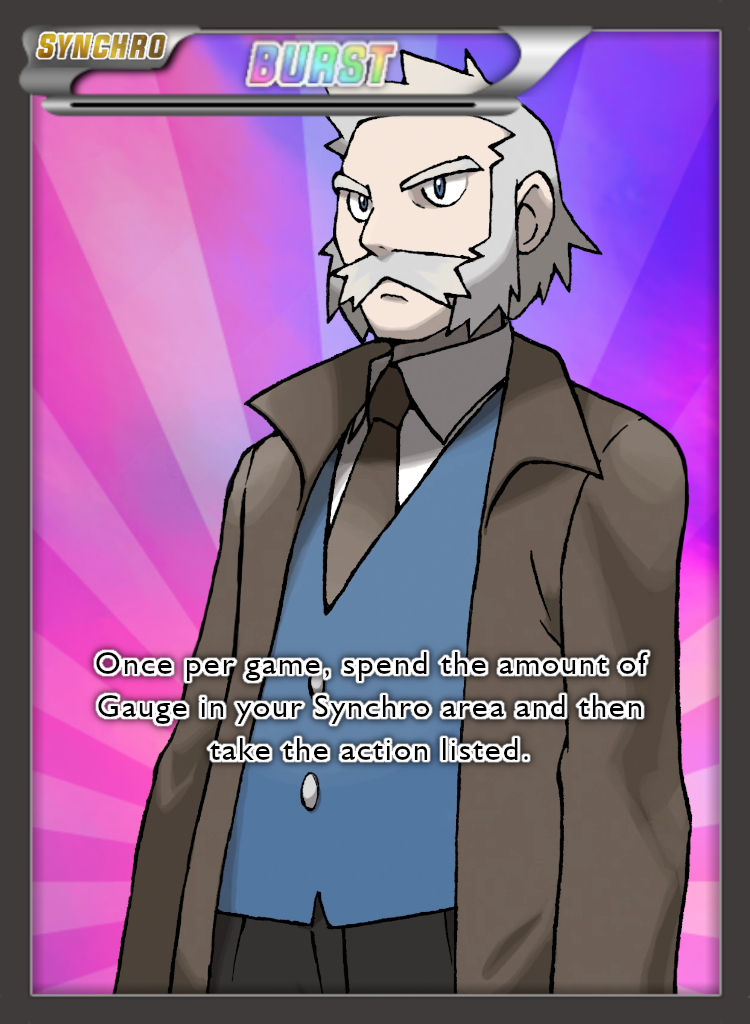 SYNCHRO
BURST
Once per game, spend the amount of
Gauge in your Synchro area and then
take the action listed.